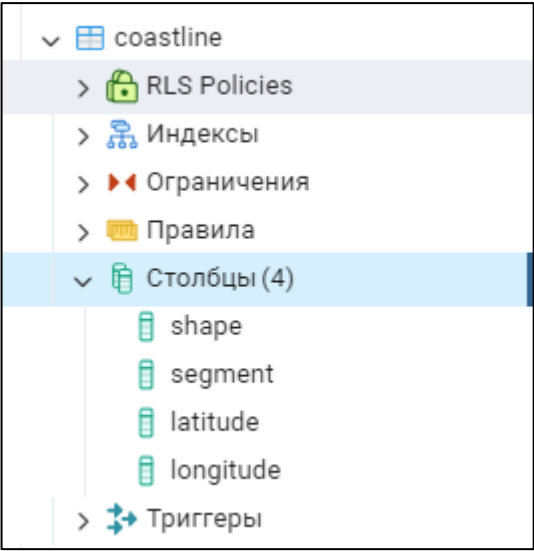 coastline
RLS Policies
Индексы
Ограничения
Правила
Столбцы (4)
shape
segment
latitude
longitude
Триггеры